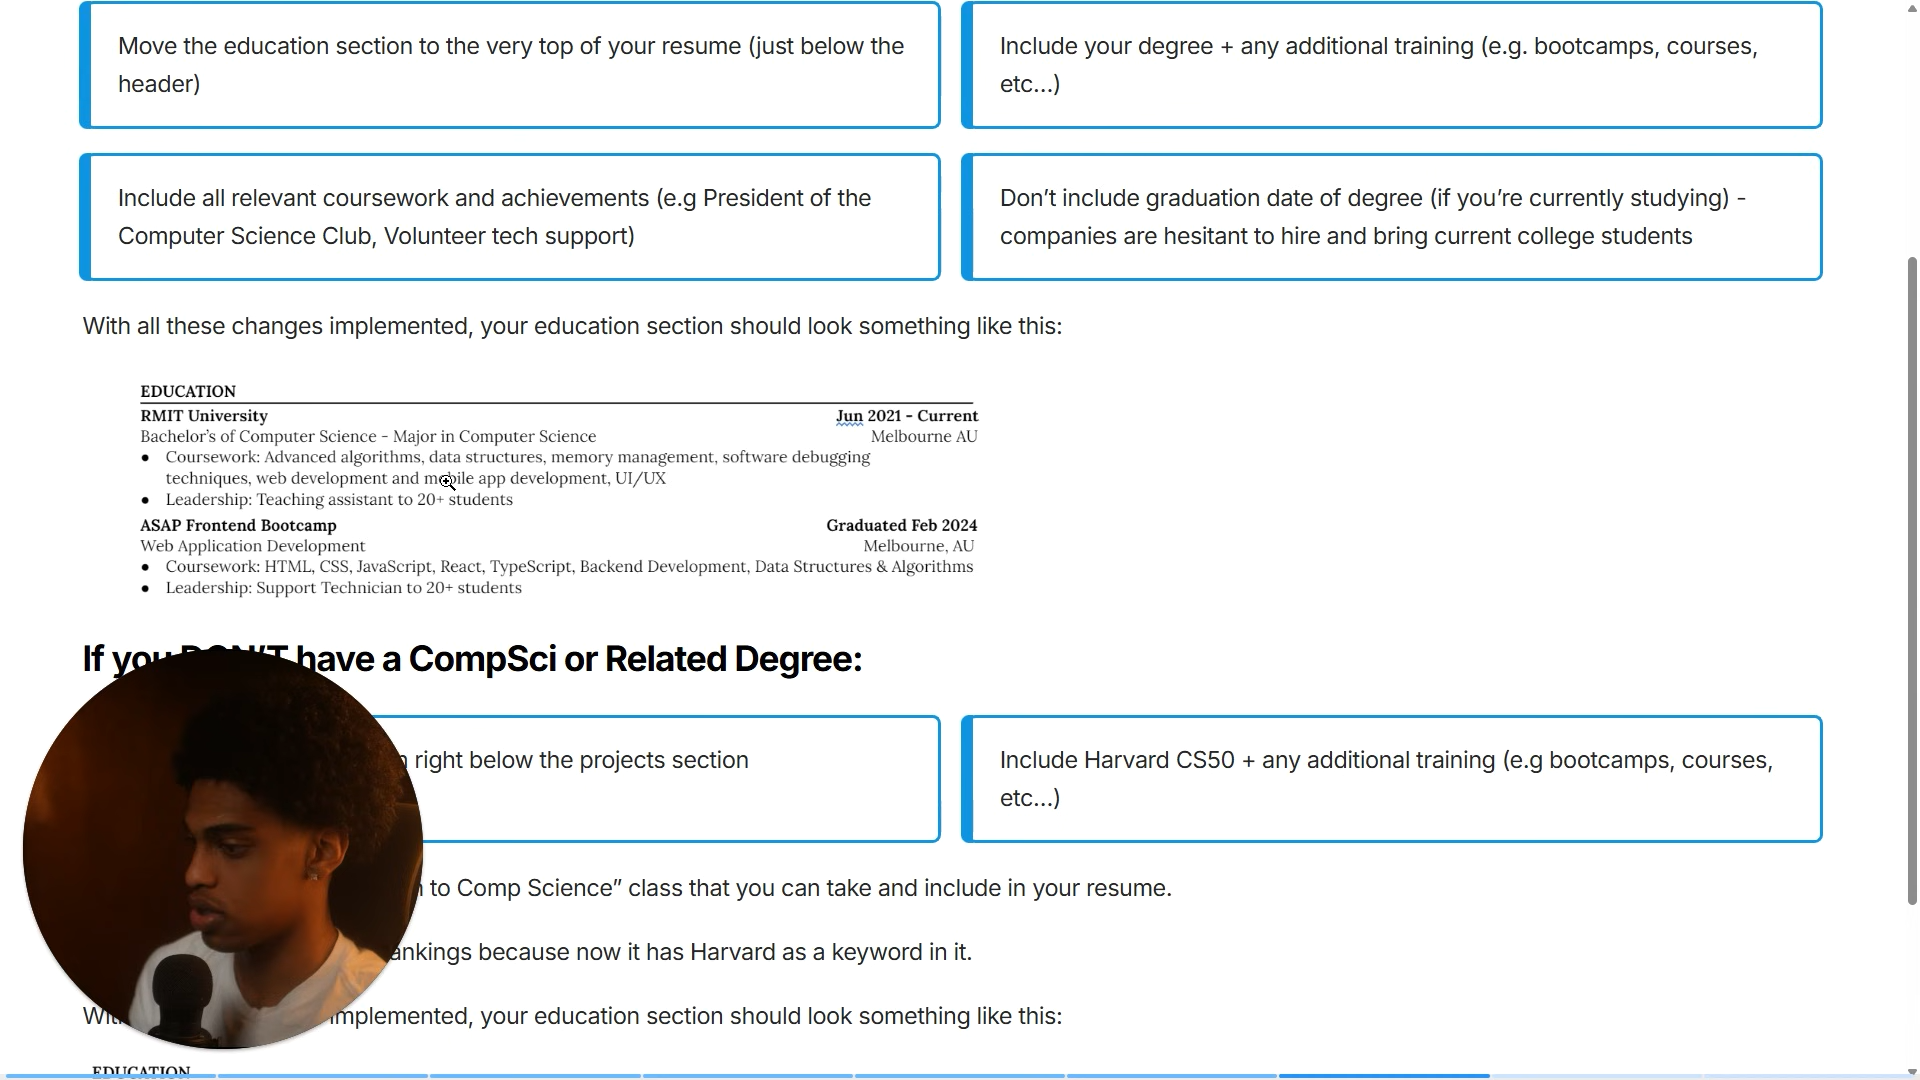 Move the education section to the very top of your resume (just below the
header)
Include your degree + any additional training (e.g. bootcamps, courses,
etc...)
Include all relevant coursework and achievements (e.g President of the
Computer Science Club, Volunteer tech support)
Don’t include graduation date of degree (if you’re currently studying) -
companies are hesitant to hire and bring current college students
With all these changes implemented, your education section should look something like this:
EDUCATION
RMIT University Jun 2021 - Current
Bachelor’s of Computer Science - Major in Computer Science Melbourne AU
● Coursework: Advanced algorithms, data structures, memory management, software debugging
techniques, web development and mobile app development, UI/UX
● Leadership: Teaching assistant to 20+ students
ASAP Frontend Bootcamp Graduated Feb 2024
Web Application Development Melbourne, AU
● Coursework: HTML, CSS, JavaScript, React, TypeScript, Backend Development, Data Structures & Algorithms
● Leadership: Support Technician to 20+ students
If you DON’T have a CompSci or Related Degree:
right below the projects section
Include Harvard CS50 + any additional training (e.g bootcamps, courses,
etc...)
to Comp Science” class that you can take and include in your resume.
because now it has Harvard as a keyword in it.
implemented, your education section should look something like this:
EDUCATION